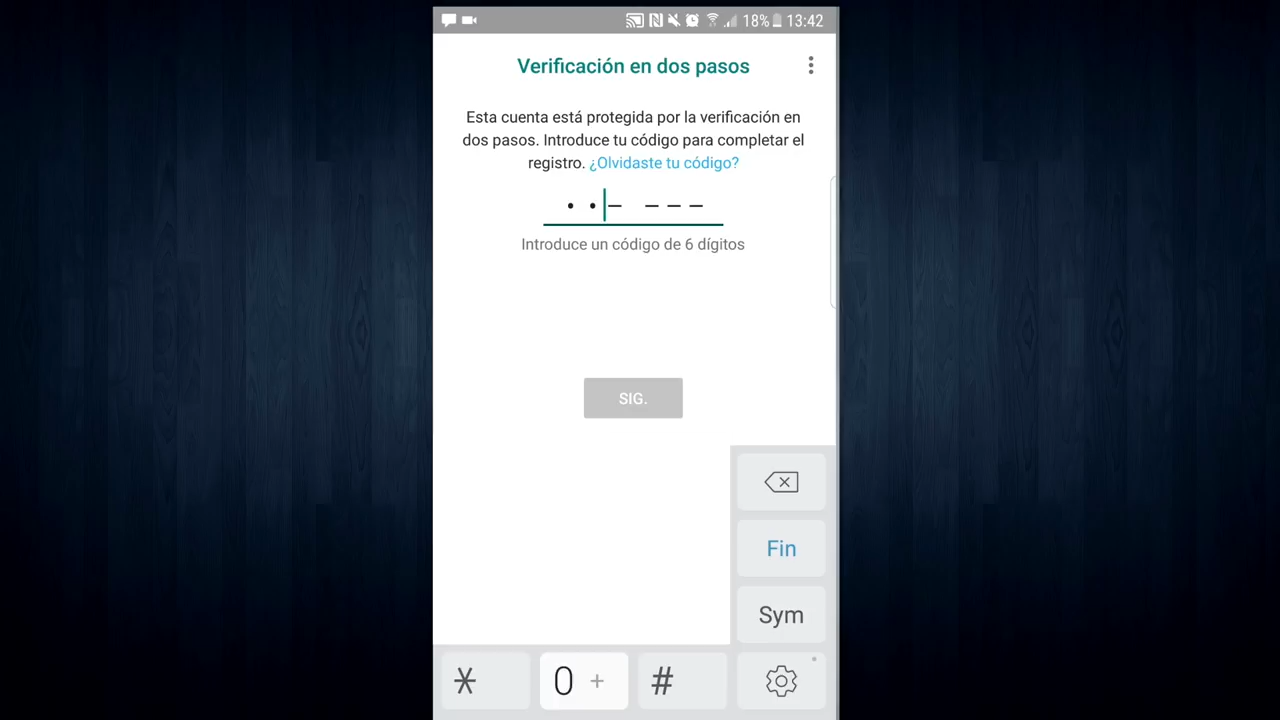 18% 13:42
Verificación en dos pasos
Esta cuenta está protegida por la verificación en
dos pasos. Introduce tu código para completar el
registro. ¿Olvidaste tu código?
Introduce un código de 6 dígitos
SIG.
Fin
Sym
* 0 + #